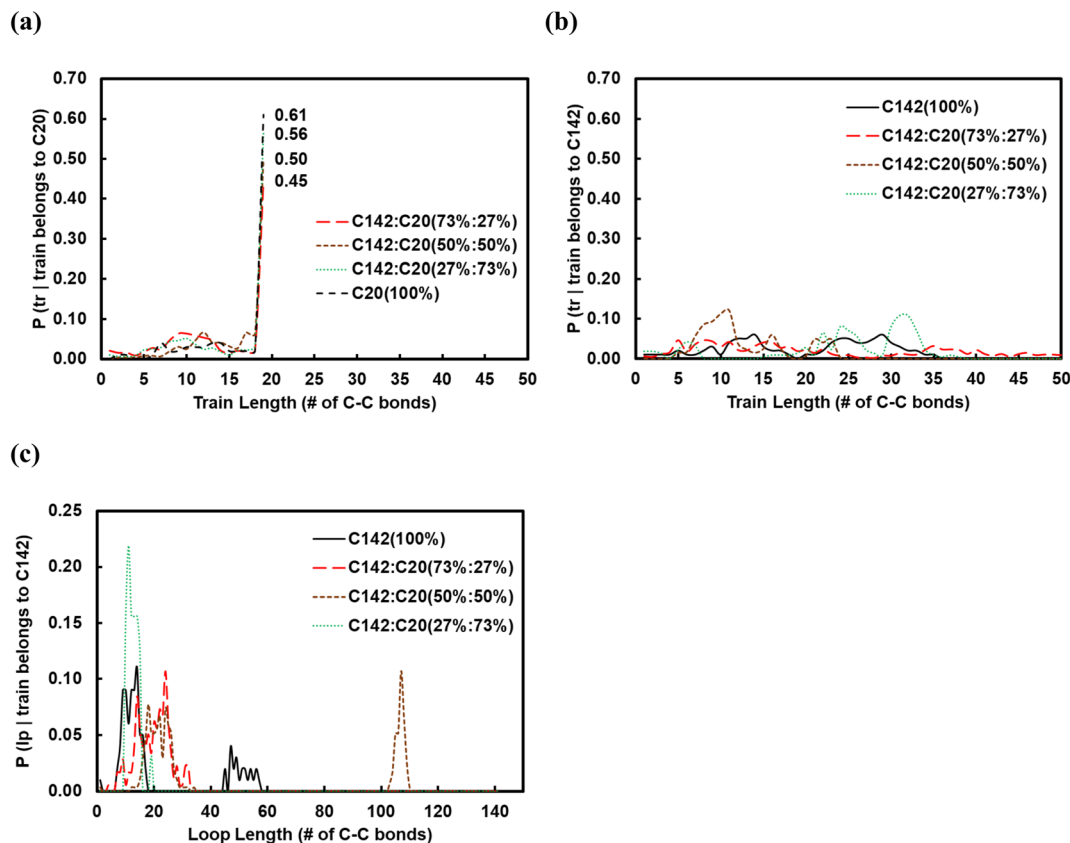 (a)
P (tr | train belongs to C20)
0.70
0.60
0.50
0.40
0.30
0.20
0.10
0.00
0.61
0.56
0.50
0.45
C142:C20(73%:27%)
C142:C20(50%:50%)
C142:C20(27%:73%)
C20(100%)
0 5 10 15 20 25 30 35 40 45 50
Train Length (# of C-C bonds)
(b)
P (tr | train belongs to C142)
0.70
0.60
0.50
0.40
0.30
0.20
0.10
0.00
C142(100%)
C142:C20(73%:27%)
C142:C20(50%:50%)
C142:C20(27%:73%)
0 5 10 15 20 25 30 35 40 45 50
Train Length (# of C-C bonds)
(c)
P (lp | train belongs to C142)
0.25
0.20
0.15
0.10
0.05
0.00
C142(100%)
C142:C20(73%:27%)
C142:C20(50%:50%)
C142:C20(27%:73%)
0 20 40 60 80 100 120 140
Loop Length (# of C-C bonds)